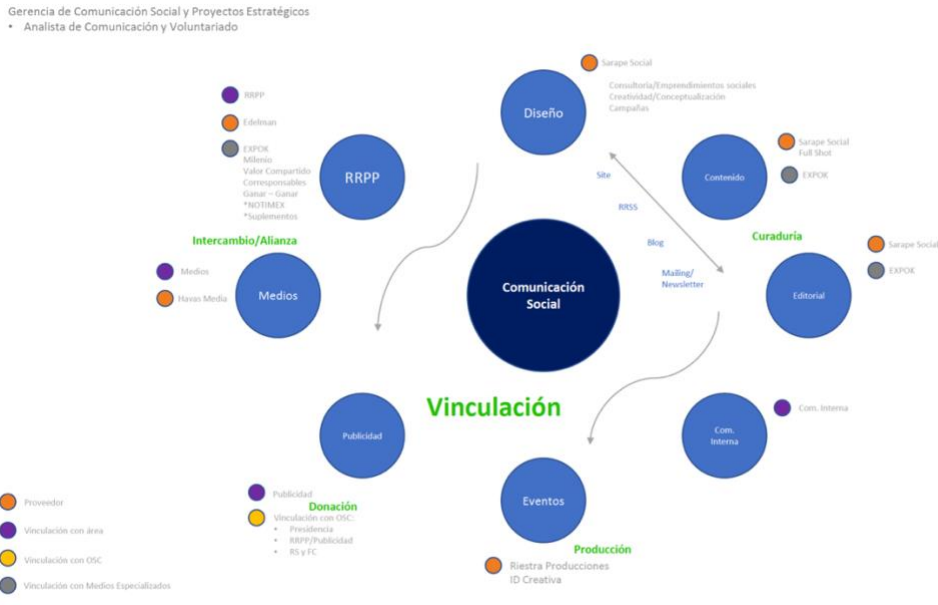 Gerencia de Comunicación Social y Proyectos Estratégicos
• Analista de Comunicación y Voluntariado
Sarape Social
Consultoria/Emprendimientos sociales
Creatividad/Conceptualización
Campañas
Diseño
RRPP
Edelman
EXPOK
Milenio
Valor Compartido
Corresponsables
Ganar – Ganar
*NOTIMEX
*Suplementos
RRPP
Sarape Social
Full Shot
EXPOK
Contenido
Site
RRSS
Blog
Mailing/
Newsletter
Intercambio/Alianza
Curaduría
Medios
Havas Media
Medios
Comunicación
Social
Sarape Social
EXPOK
Editorial
Vinculación
Publicidad
Com. Interna
Com.
Interna
Publicidad
Donación
Vinculación con OSC:
• Presidencia
• RRPP/Publicidad
• RS y FC
Eventos
Producción
Riestra Producciones
ID Creativa
Proveedor
Vinculación con área
Vinculación con OSC
Vinculación con Medios Especializados